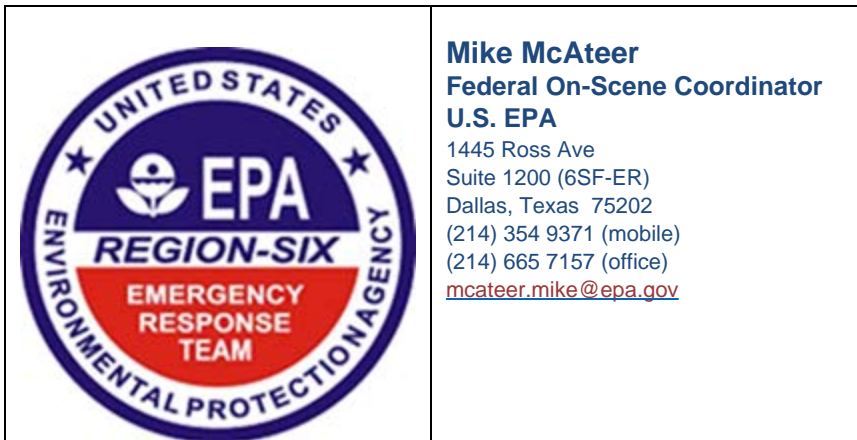 UNITED STATES
EPA
REGION-SIX
EMERGENCY
RESPONSE
TEAM
ENVIRONMENTAL PROTECTION AGENCY
Mike McAteer
Federal On-Scene Coordinator
U.S. EPA
1445 Ross Ave
Suite 1200 (6SF-ER)
Dallas, Texas  75202
(214) 354 9371 (mobile)
(214) 665 7157 (office)
mcateer.mike@epa.gov